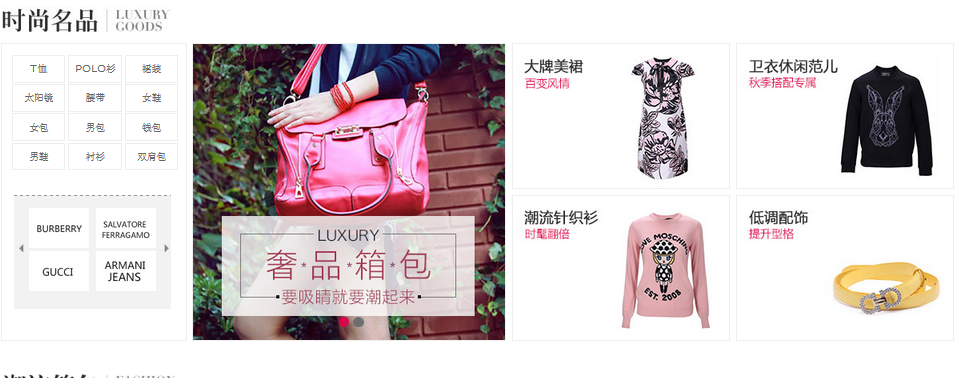 时尚名品 LUXURY
GOODS
T恤 POLO衫 裙装
太阳镜 腰带 女鞋
女包 男包 钱包
男鞋 衬衫 双肩包
BURBERRY
SALVATORE
FERRAGAMO
GUCCI
ARMANI
JEANS
LUXURY
奢*品*箱*包
要吸睛就要潮起来
大牌美裙
百变风情
卫衣休闲范儿
秋季搭配专属
潮流针织衫
时髦翻倍
LOVE MOSCHINO
EST. 2008
低调配饰
提升型格